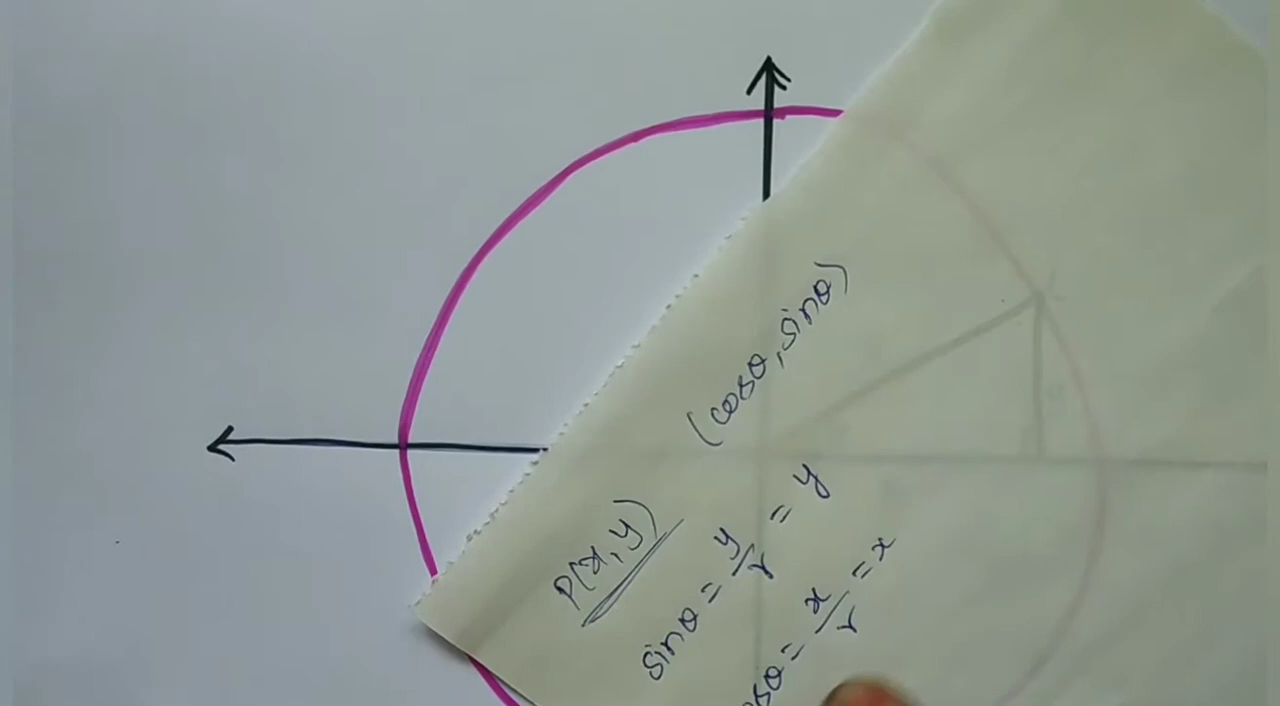 (cosθ, sinθ)
P(x, y)
sinθ = y/r = y
osθ = x/r = x